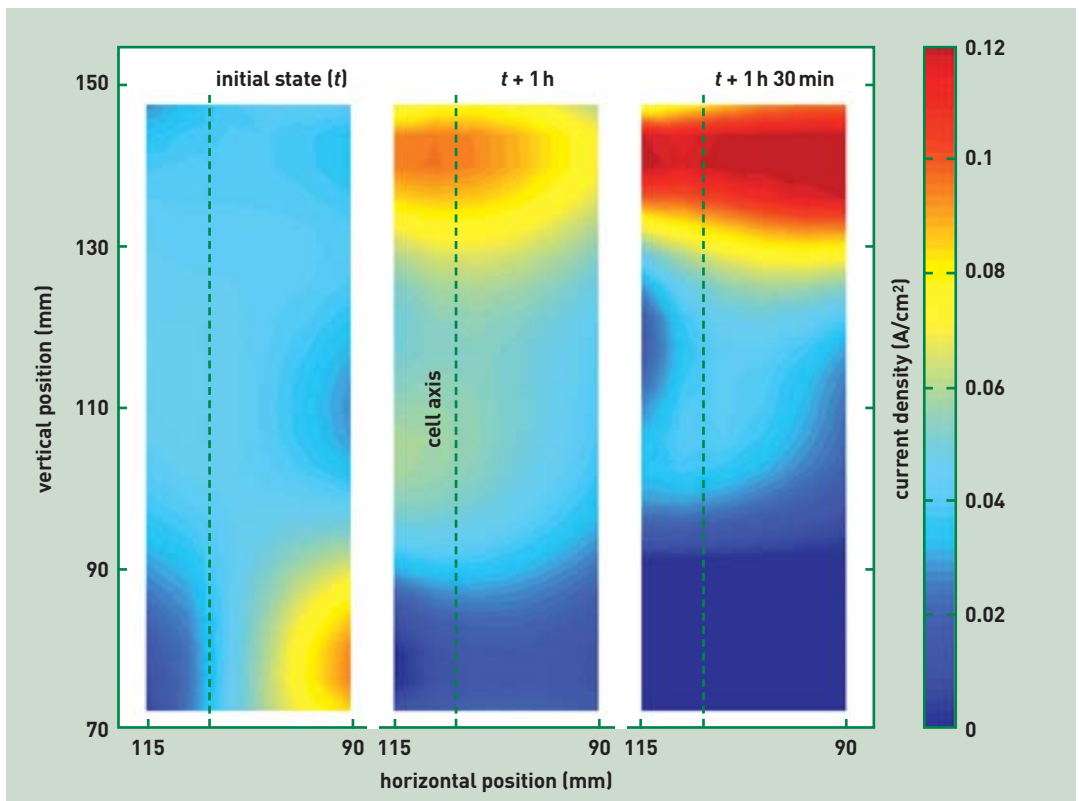 initial state (t)
t + 1 h
t + 1 h 30 min
150
130
110
90
70
vertical position (mm)
cell axis
115
90
115
90
115
90
horizontal position (mm)
0.12
0.1
0.08
0.06
0.04
0.02
0
current density (A/cm²)